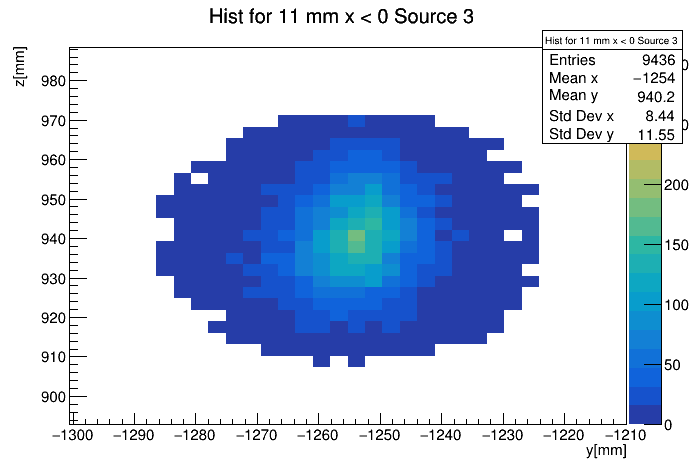 Hist for 11 mm x < 0 Source 3
z[mm]
Hist for 11 mm x < 0 Source 3
Entries 9436
Mean x −1254
Mean y 940.2
Std Dev x 8.44
Std Dev y 11.55
980
970
960
950
940
930
920
910
900
200
150
100
50
0
−1300 −1290 −1280 −1270 −1260 −1250 −1240 −1230 −1220 −1210
y[mm]